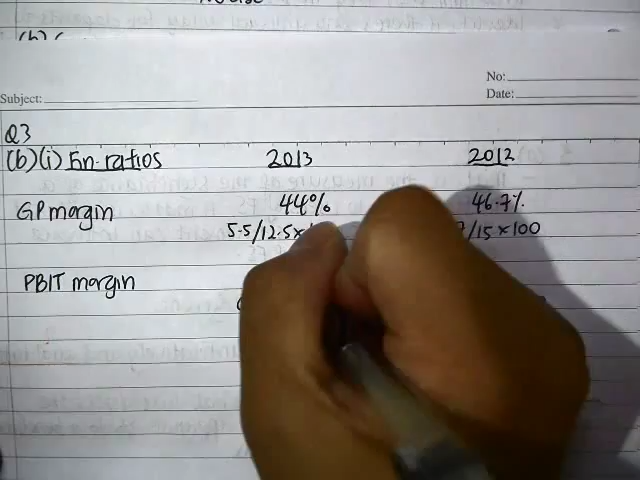 (b)(
No:
Subject:
Date:
Q3
(b)(i) Fin. ratios 2013 2012
GP margin 44% 46.7%
5.5/12.5× /15×100
PBIT margin